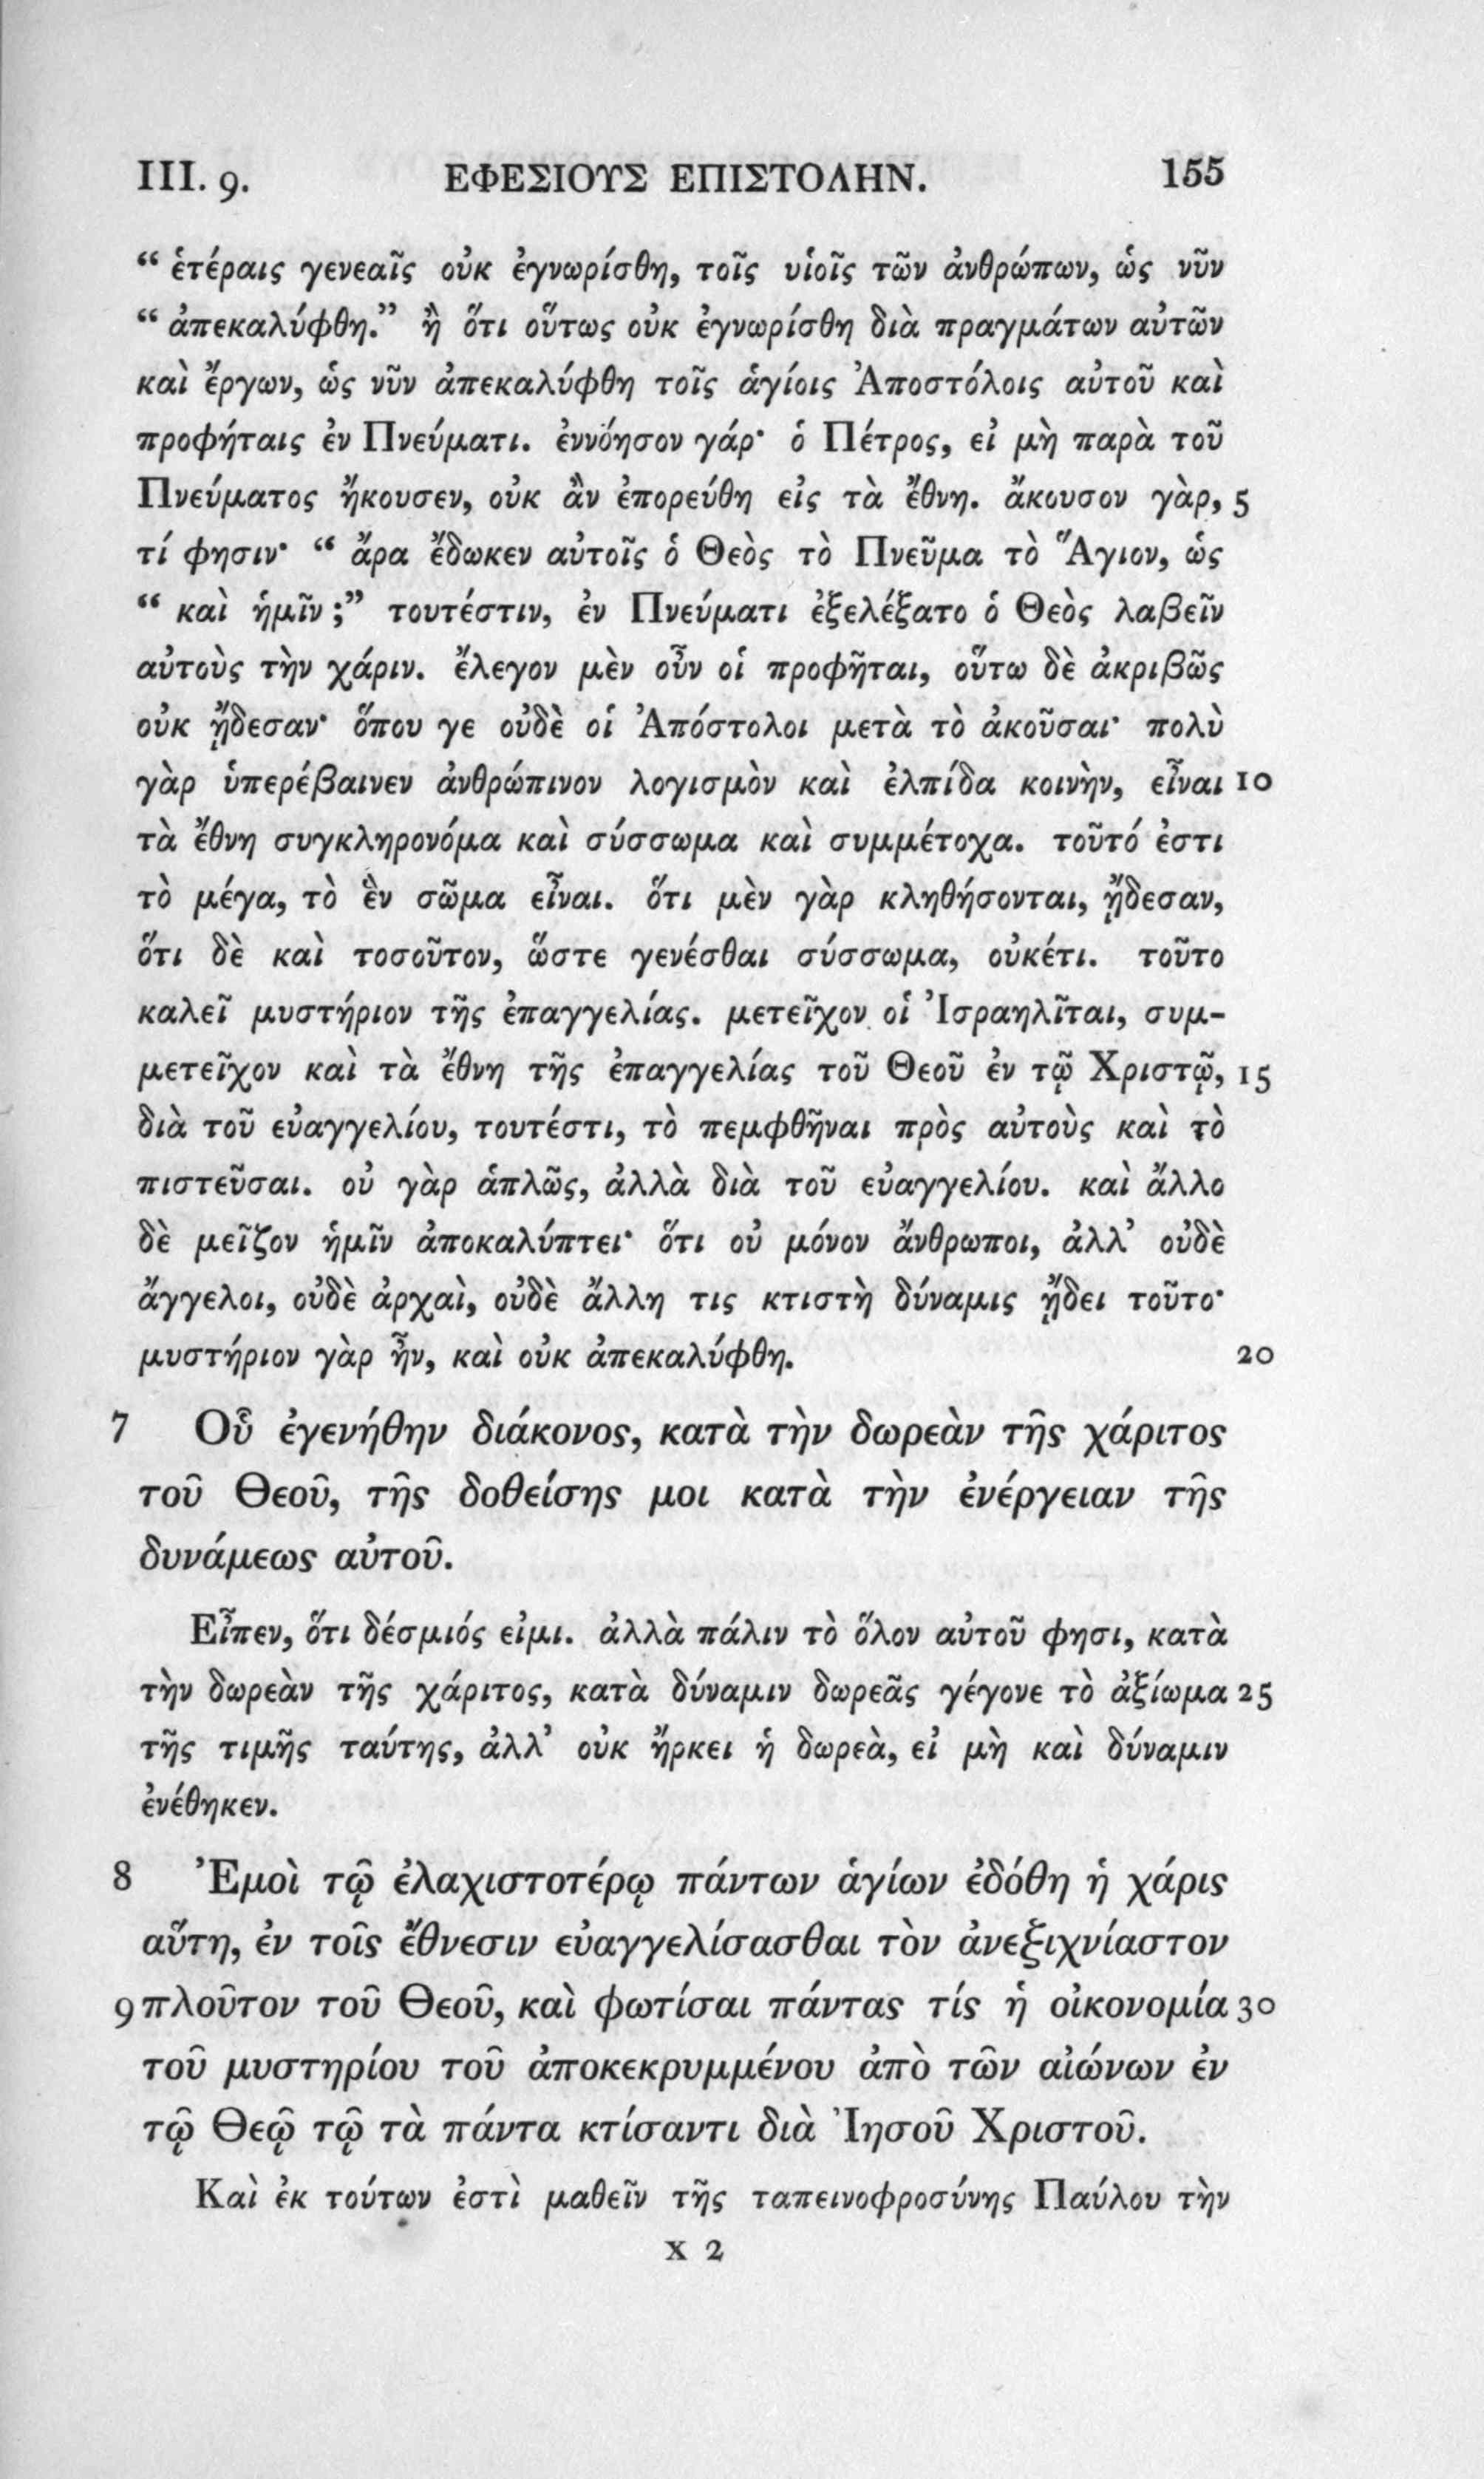 III. 9. ΕΦΕΣΙΟΥΣ ΕΠΙΣΤΟΛΗΝ. 155
“ ἑτέραις γενεαῖς οὐκ ἐγνωρίσθη, τοῖς υἱοῖς τῶν ἀνθρώπων, ὡς νῦν
“ ἀπεκαλύφθη.” ἢ ὅτι οὕτως οὐκ ἐγνωρίσθη διὰ πραγμάτων αὐτῶν
καὶ ἔργων, ὡς νῦν ἀπεκαλύφθη τοῖς ἁγίοις Ἀποστόλοις αὐτοῦ καὶ
προφήταις ἐν Πνεύματι. ἐννόησον γάρ· ὁ Πέτρος, εἰ μὴ παρὰ τοῦ
Πνεύματος ἤκουσεν, οὐκ ἂν ἐπορεύθη εἰς τὰ ἔθνη. ἄκουσον γὰρ, 5
τί φησιν· “ ἄρα ἔδωκεν αὐτοῖς ὁ Θεὸς τὸ Πνεῦμα τὸ Ἅγιον, ὡς
“ καὶ ἡμῖν ;” τουτέστιν, ἐν Πνεύματι ἐξελέξατο ὁ Θεὸς λαβεῖν
αὐτοὺς τὴν χάριν. ἔλεγον μὲν οὖν οἱ προφῆται, οὕτω δὲ ἀκριβῶς
οὐκ ᾔδεσαν· ὅπου γε οὐδὲ οἱ Ἀπόστολοι μετὰ τὸ ἀκοῦσαι· πολὺ
γὰρ ὑπερέβαινεν ἀνθρώπινον λογισμὸν καὶ ἐλπίδα κοινὴν, εἶναι 10
τὰ ἔθνη συγκληρονόμα καὶ σύσσωμα καὶ συμμέτοχα. τοῦτό ἐστι
τὸ μέγα, τὸ ἓν σῶμα εἶναι. ὅτι μὲν γὰρ κληθήσονται, ᾔδεσαν,
ὅτι δὲ καὶ τοσοῦτον, ὥστε γενέσθαι σύσσωμα, οὐκέτι. τοῦτο
καλεῖ μυστήριον τῆς ἐπαγγελίας. μετεῖχον οἱ Ἰσραηλῖται, συμ-
μετεῖχον καὶ τὰ ἔθνη τῆς ἐπαγγελίας τοῦ Θεοῦ ἐν τῷ Χριστῷ, 15
διὰ τοῦ εὐαγγελίου, τουτέστι, τὸ πεμφθῆναι πρὸς αὐτοὺς καὶ τὸ
πιστεῦσαι. οὐ γὰρ ἁπλῶς, ἀλλὰ διὰ τοῦ εὐαγγελίου. καὶ ἄλλο
δὲ μεῖζον ἡμῖν ἀποκαλύπτει· ὅτι οὐ μόνον ἄνθρωποι, ἀλλ’ οὐδὲ
ἄγγελοι, οὐδὲ ἀρχαὶ, οὐδὲ ἄλλη τις κτιστὴ δύναμις ᾔδει τοῦτο·
μυστήριον γὰρ ἦν, καὶ οὐκ ἀπεκαλύφθη. 20
7 Οὗ ἐγενήθην διάκονος, κατὰ τὴν δωρεὰν τῆς χάριτος
τοῦ Θεοῦ, τῆς δοθείσης μοι κατὰ τὴν ἐνέργειαν τῆς
δυνάμεως αὐτοῦ.
Εἶπεν, ὅτι δέσμιός εἰμι. ἀλλὰ πάλιν τὸ ὅλον αὐτοῦ φησι, κατὰ
τὴν δωρεὰν τῆς χάριτος, κατὰ δύναμιν δωρεᾶς γέγονε τὸ ἀξίωμα 25
τῆς τιμῆς ταύτης, ἀλλ’ οὐκ ἤρκει ἡ δωρεὰ, εἰ μὴ καὶ δύναμιν
ἐνέθηκεν.
8 Ἐμοὶ τῷ ἐλαχιστοτέρῳ πάντων ἁγίων ἐδόθη ἡ χάρις
αὕτη, ἐν τοῖς ἔθνεσιν εὐαγγελίσασθαι τὸν ἀνεξιχνίαστον
9 πλοῦτον τοῦ Θεοῦ, καὶ φωτίσαι πάντας τίς ἡ οἰκονομία 30
τοῦ μυστηρίου τοῦ ἀποκεκρυμμένου ἀπὸ τῶν αἰώνων ἐν
τῷ Θεῷ τῷ τὰ πάντα κτίσαντι διὰ Ἰησοῦ Χριστοῦ.
Καὶ ἐκ τούτων ἐστὶ μαθεῖν τῆς ταπεινοφροσύνης Παύλου τὴν
X 2